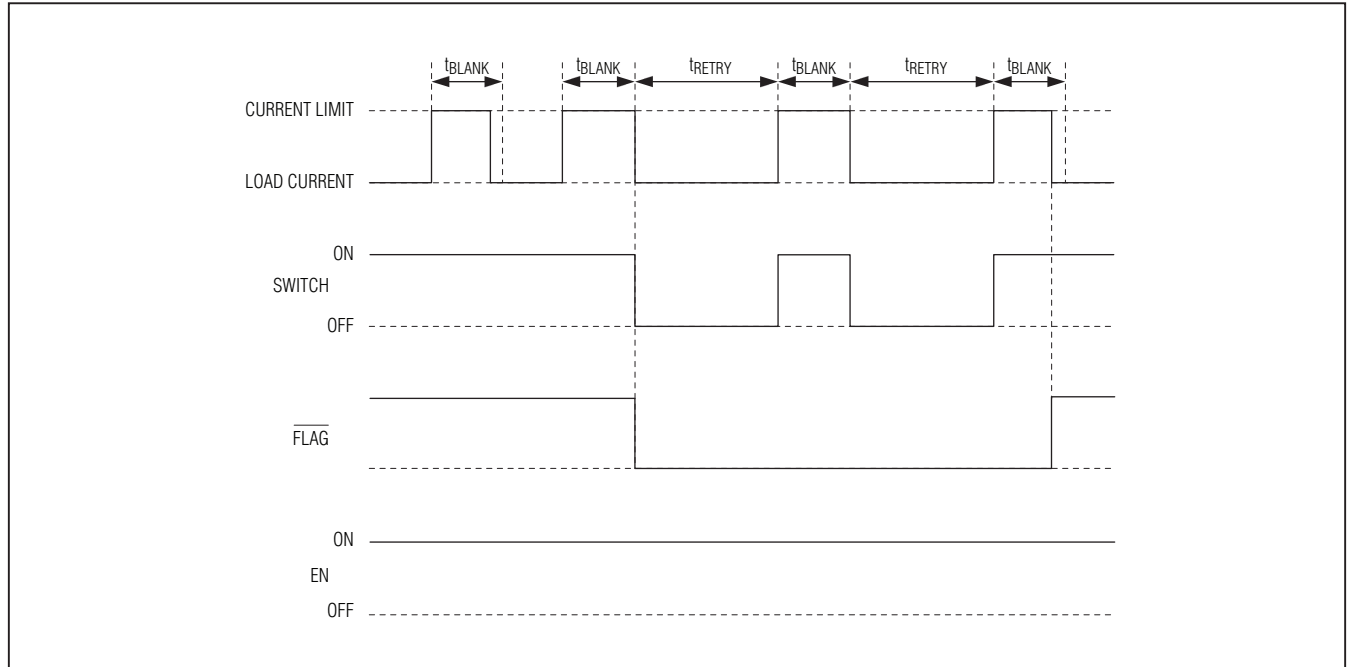 tBLANK tBLANK tRETRY tBLANK tRETRY tBLANK
CURRENT LIMIT
LOAD CURRENT
ON
SWITCH
OFF
FLAG
ON
EN
OFF